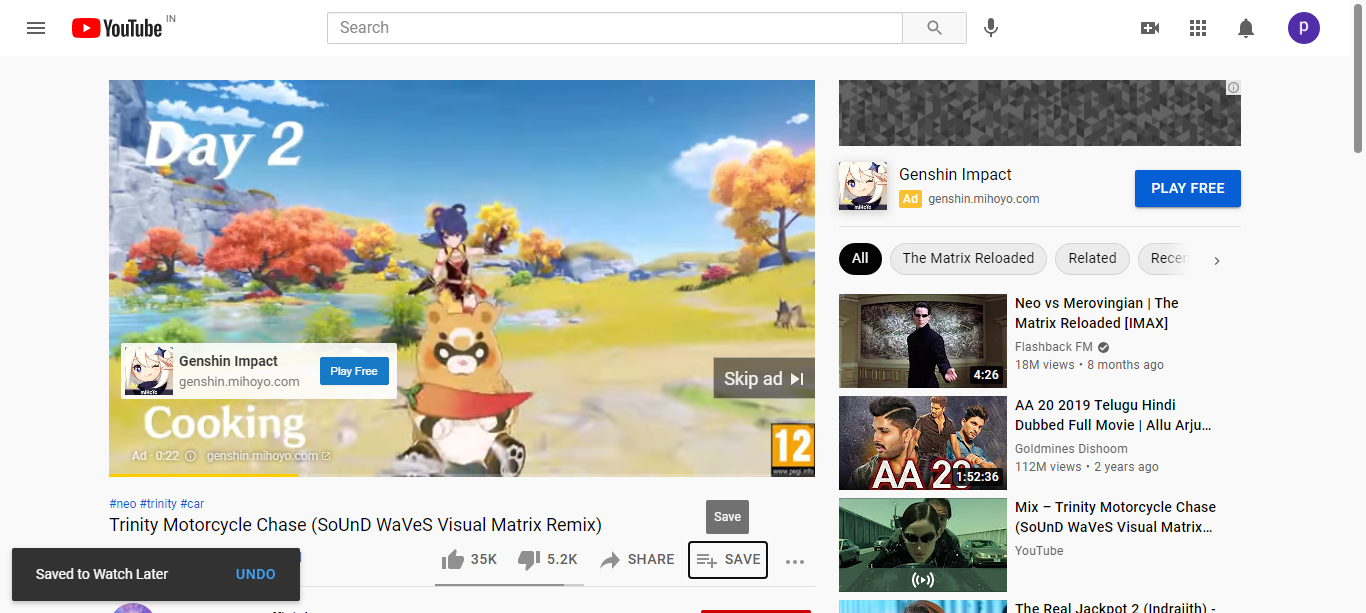 YouTube IN
Search
p
Day 2
Genshin Impact
genshin.mihoyo.com
Play Free
Skip ad
Cooking
Ad · 0:22 genshin.mihoyo.com
12
www.pegi.info
#neo #trinity #car
Trinity Motorcycle Chase (SoUnD WaVeS Visual Matrix Remix)
Save
35K 5.2K SHARE SAVE
Saved to Watch Later UNDO
Genshin Impact
Ad genshin.mihoyo.com
PLAY FREE
All The Matrix Reloaded Related Recen
4:26
Neo vs Merovingian | The
Matrix Reloaded [IMAX]
Flashback FM
18M views • 8 months ago
AA 20
1:52:36
AA 20 2019 Telugu Hindi
Dubbed Full Movie | Allu Arju...
Goldmines Dishoom
112M views • 2 years ago
Mix – Trinity Motorcycle Chase
(SoUnD WaVeS Visual Matrix...
YouTube
The Real Jackpot 2 (Indrajith) -